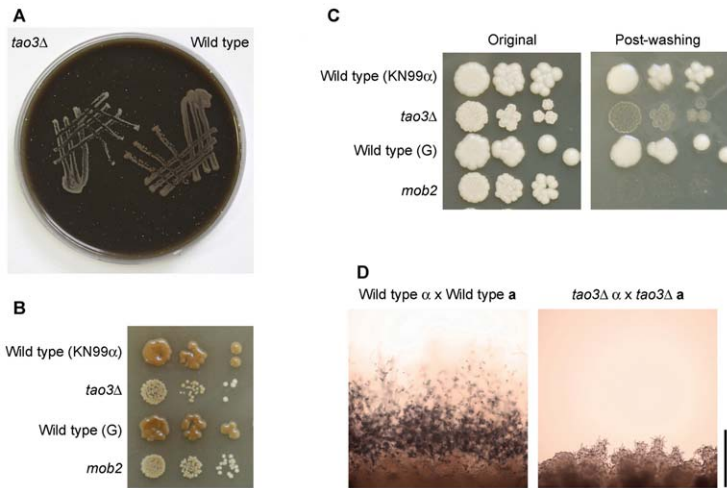 A
tao3Δ
Wild type
B
Wild type (KN99α)
tao3Δ
Wild type (G)
mob2
C
Original
Post-washing
Wild type (KN99α)
tao3Δ
Wild type (G)
mob2
D
Wild type α x Wild type a
tao3Δ α x tao3Δ a